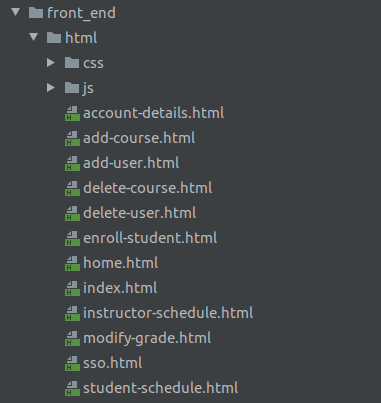 front_end
html
css
js
account-details.html
add-course.html
add-user.html
delete-course.html
delete-user.html
enroll-student.html
home.html
index.html
instructor-schedule.html
modify-grade.html
sso.html
student-schedule.html